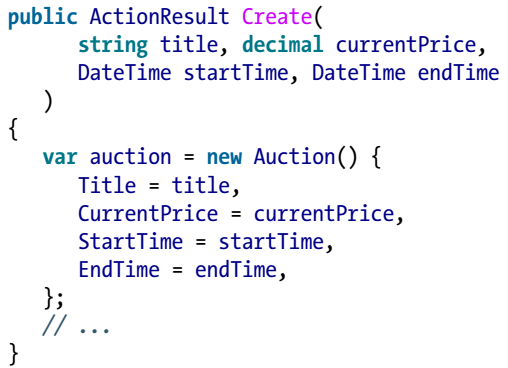 public ActionResult Create(
      string title, decimal currentPrice,
      DateTime startTime, DateTime endTime
   )
{
   var auction = new Auction() {
      Title = title,
      CurrentPrice = currentPrice,
      StartTime = startTime,
      EndTime = endTime,
   };
   // ...
}